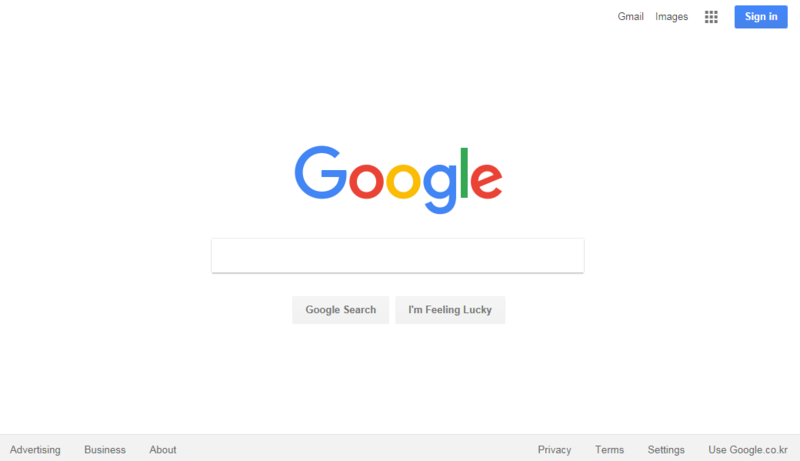 Gmail Images Sign in
Google
Google Search I'm Feeling Lucky
Advertising Business About Privacy Terms Settings Use Google.co.kr